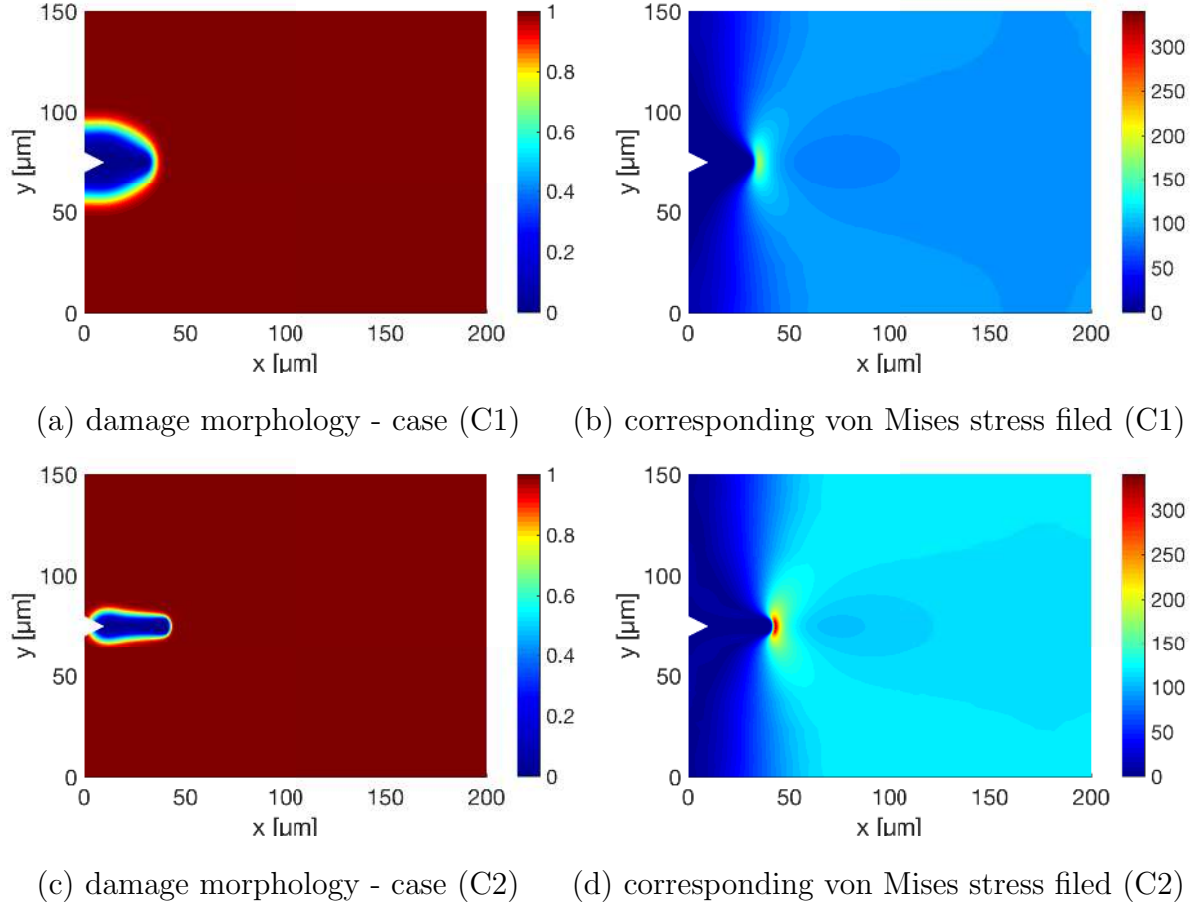 150
100
50
0
y [µm]
0 50 100 150 200
x [µm]
1
0.8
0.6
0.4
0.2
0
150
100
50
0
y [µm]
0 50 100 150 200
x [µm]
300
250
200
150
100
50
0
(a) damage morphology - case (C1)
(b) corresponding von Mises stress filed (C1)
150
100
50
0
y [µm]
0 50 100 150 200
x [µm]
1
0.8
0.6
0.4
0.2
0
150
100
50
0
y [µm]
0 50 100 150 200
x [µm]
300
250
200
150
100
50
0
(c) damage morphology - case (C2)
(d) corresponding von Mises stress filed (C2)